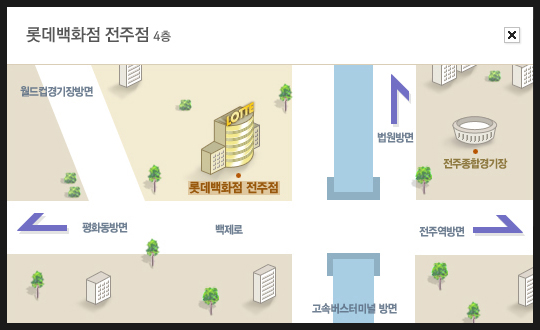 롯데백화점 전주점 4층
월드컵경기장방면
LOTTE
법원방면
전주종합경기장
롯데백화점 전주점
평화동방면
백제로
전주역방면
고속버스터미널 방면